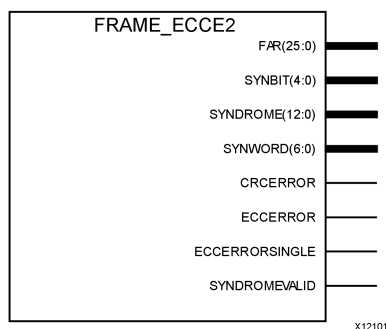 FRAME_ECCE2
FAR(25:0)
SYNBIT(4:0)
SYNDROME(12:0)
SYNWORD(6:0)
CRCERROR
ECCERROR
ECCERRORSINGLE
SYNDROMEVALID
X12101